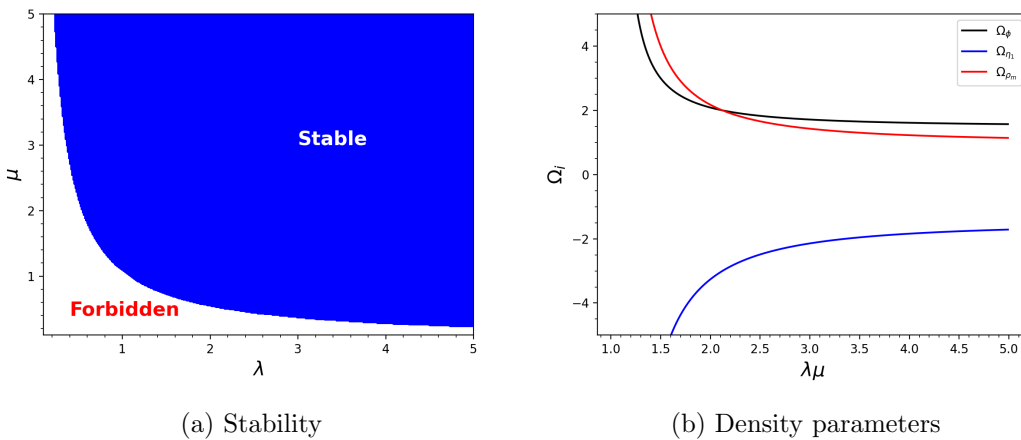 5
4
3
2
1
μ
Stable
Forbidden
1 2 3 4 5
λ
4
2
0
−2
−4
Ω_i
Ω_ϕ
Ω_{η_1}
Ω_{ρ_m}
1.0 1.5 2.0 2.5 3.0 3.5 4.0 4.5 5.0
λμ
(a) Stability
(b) Density parameters